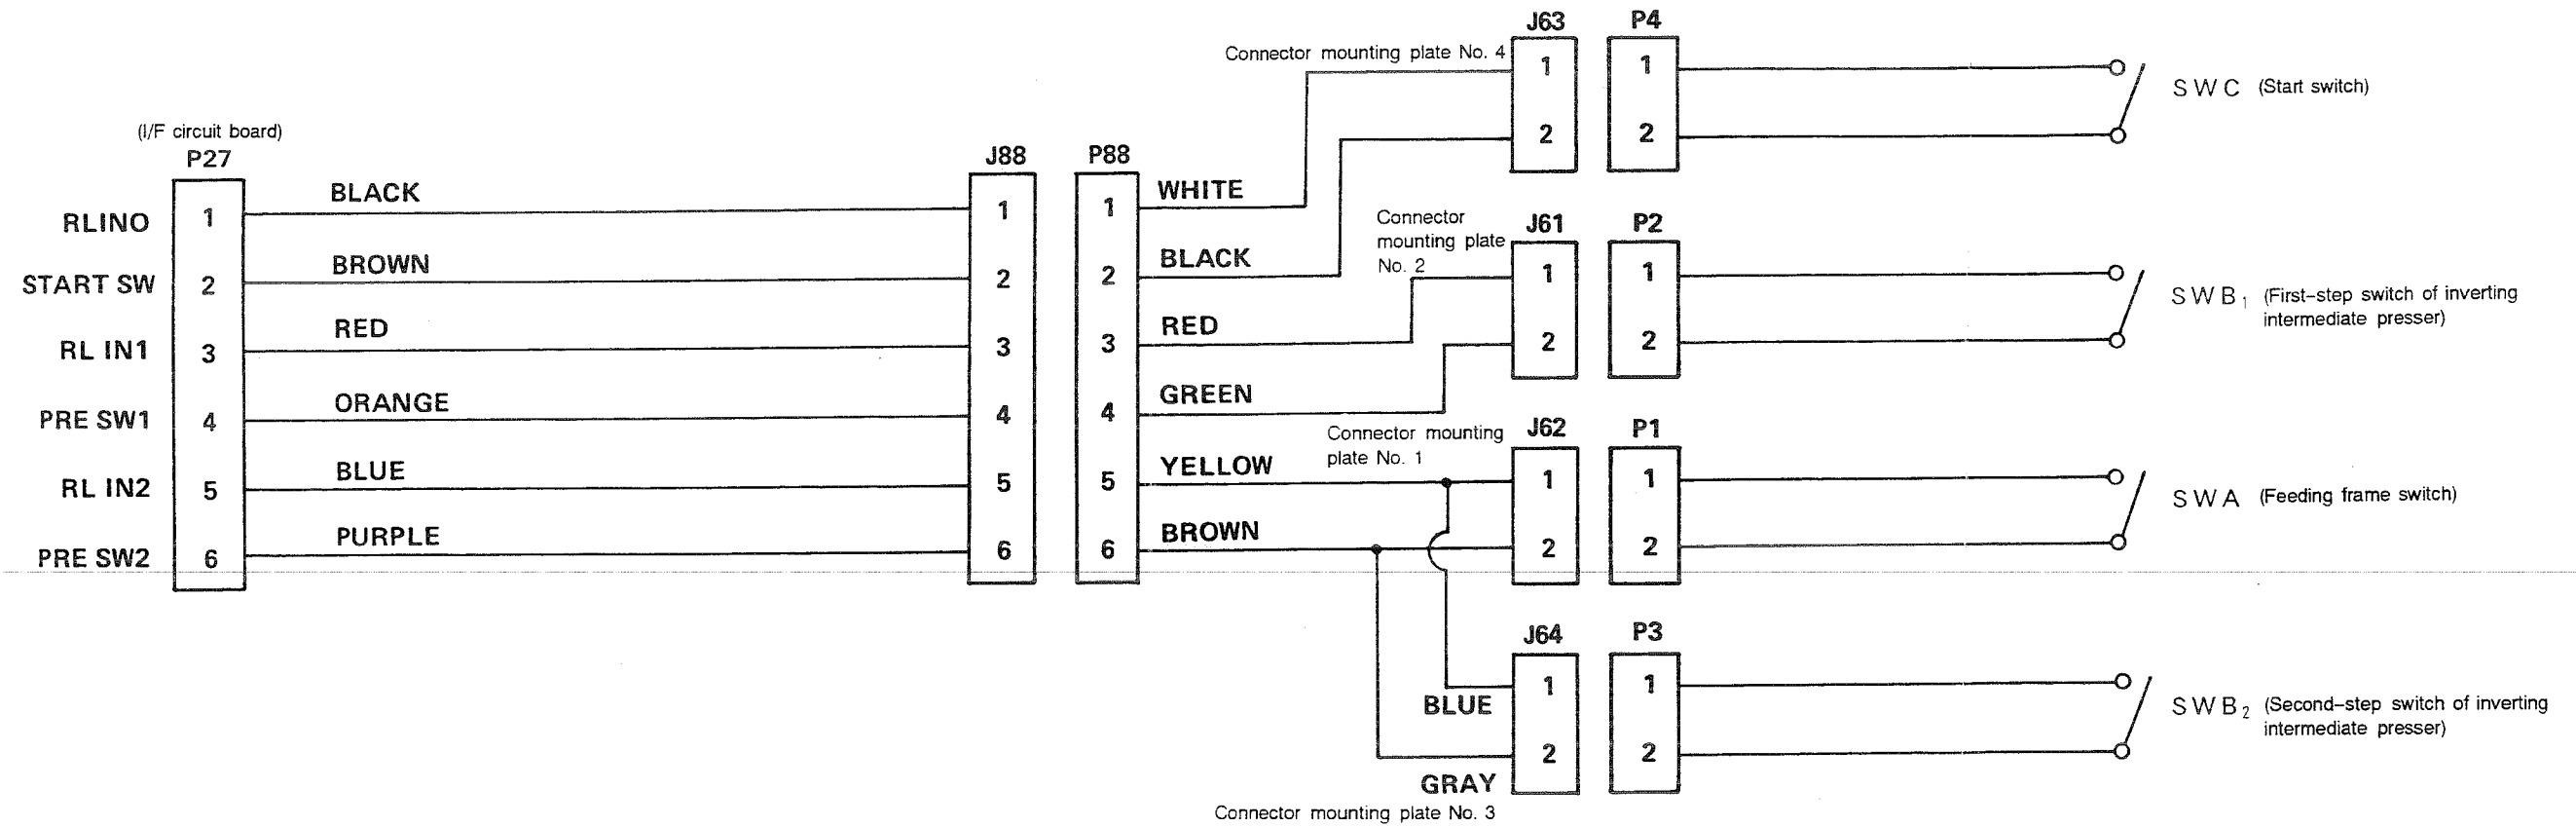 J63
P4
Connector mounting plate No. 4
1
1
SWC (Start switch)
2
2
(I/F circuit board)
P27
J88
P88
RLINO
1
BLACK
1
1
WHITE
START SW
2
BROWN
2
2
BLACK
RL IN1
3
RED
3
3
RED
PRE SW1
4
ORANGE
4
4
GREEN
RL IN2
5
BLUE
5
5
YELLOW
PRE SW2
6
PURPLE
6
6
BROWN
Connector
mounting plate
No. 2
J61
P2
1
1
2
2
SWB1 (First-step switch of inverting
intermediate presser)
Connector mounting
plate No. 1
J62
P1
1
1
2
2
SWA (Feeding frame switch)
J64
P3
1
1
BLUE
2
2
GRAY
SWB2 (Second-step switch of inverting
intermediate presser)
Connector mounting plate No. 3